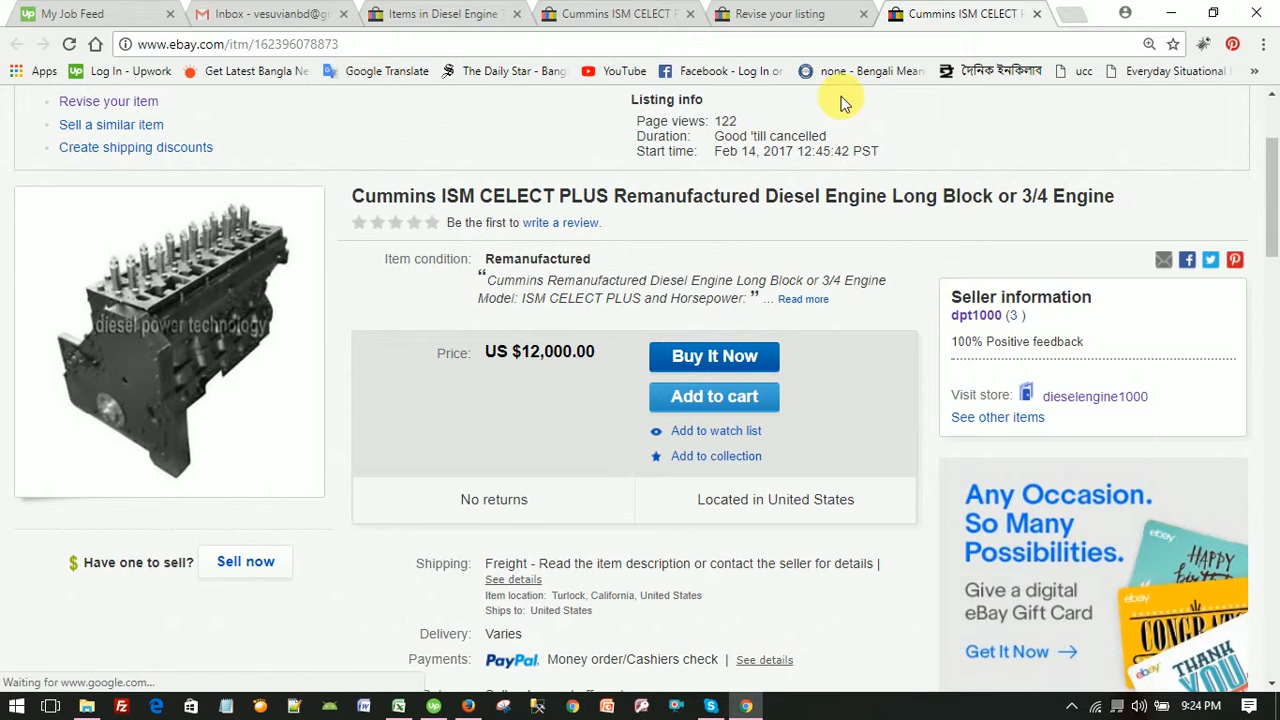 My Job Feed
Inbox - vesuvianbd@gr
Items in Diesel Engine
Cummins ISM CELECT P
Revise your listing
Cummins ISM CELECT P
www.ebay.com/itm/162396078873
Apps
Log In - Upwork
Get Latest Bangla Ne
Google Translate
The Daily Star - Bang
YouTube
Facebook - Log In or
none - Bengali Mean
দৈনিক ইনকিলাব
ucc
Everyday Situational
»
Revise your item
Sell a similar item
Create shipping discounts
Listing info
Page views: 122
Duration: Good 'till cancelled
Start time: Feb 14, 2017 12:45:42 PST
Cummins ISM CELECT PLUS Remanufactured Diesel Engine Long Block or 3/4 Engine
Be the first to write a review.
Item condition: Remanufactured
“Cummins Remanufactured Diesel Engine Long Block or 3/4 Engine
Model: ISM CELECT PLUS and Horsepower: ” ... Read more
diesel power technology
Price: US $12,000.00
Buy It Now
Add to cart
Add to watch list
Add to collection
No returns
Located in United States
Seller information
dpt1000 (3 )
100% Positive feedback
Visit store: dieselengine1000
See other items
Have one to sell? Sell now
Shipping: Freight - Read the item description or contact the seller for details |
See details
Item location: Turlock, California, United States
Ships to: United States
Delivery: Varies
Payments: PayPal, Money order/Cashiers check | See details
Any Occasion.
So Many
Possibilities.
Give a digital
eBay Gift Card
Get It Now →
ebay
HAPPY
ebay
CONGRAT
ebay
THANK
YOU
Waiting for www.google.com...
9:24 PM